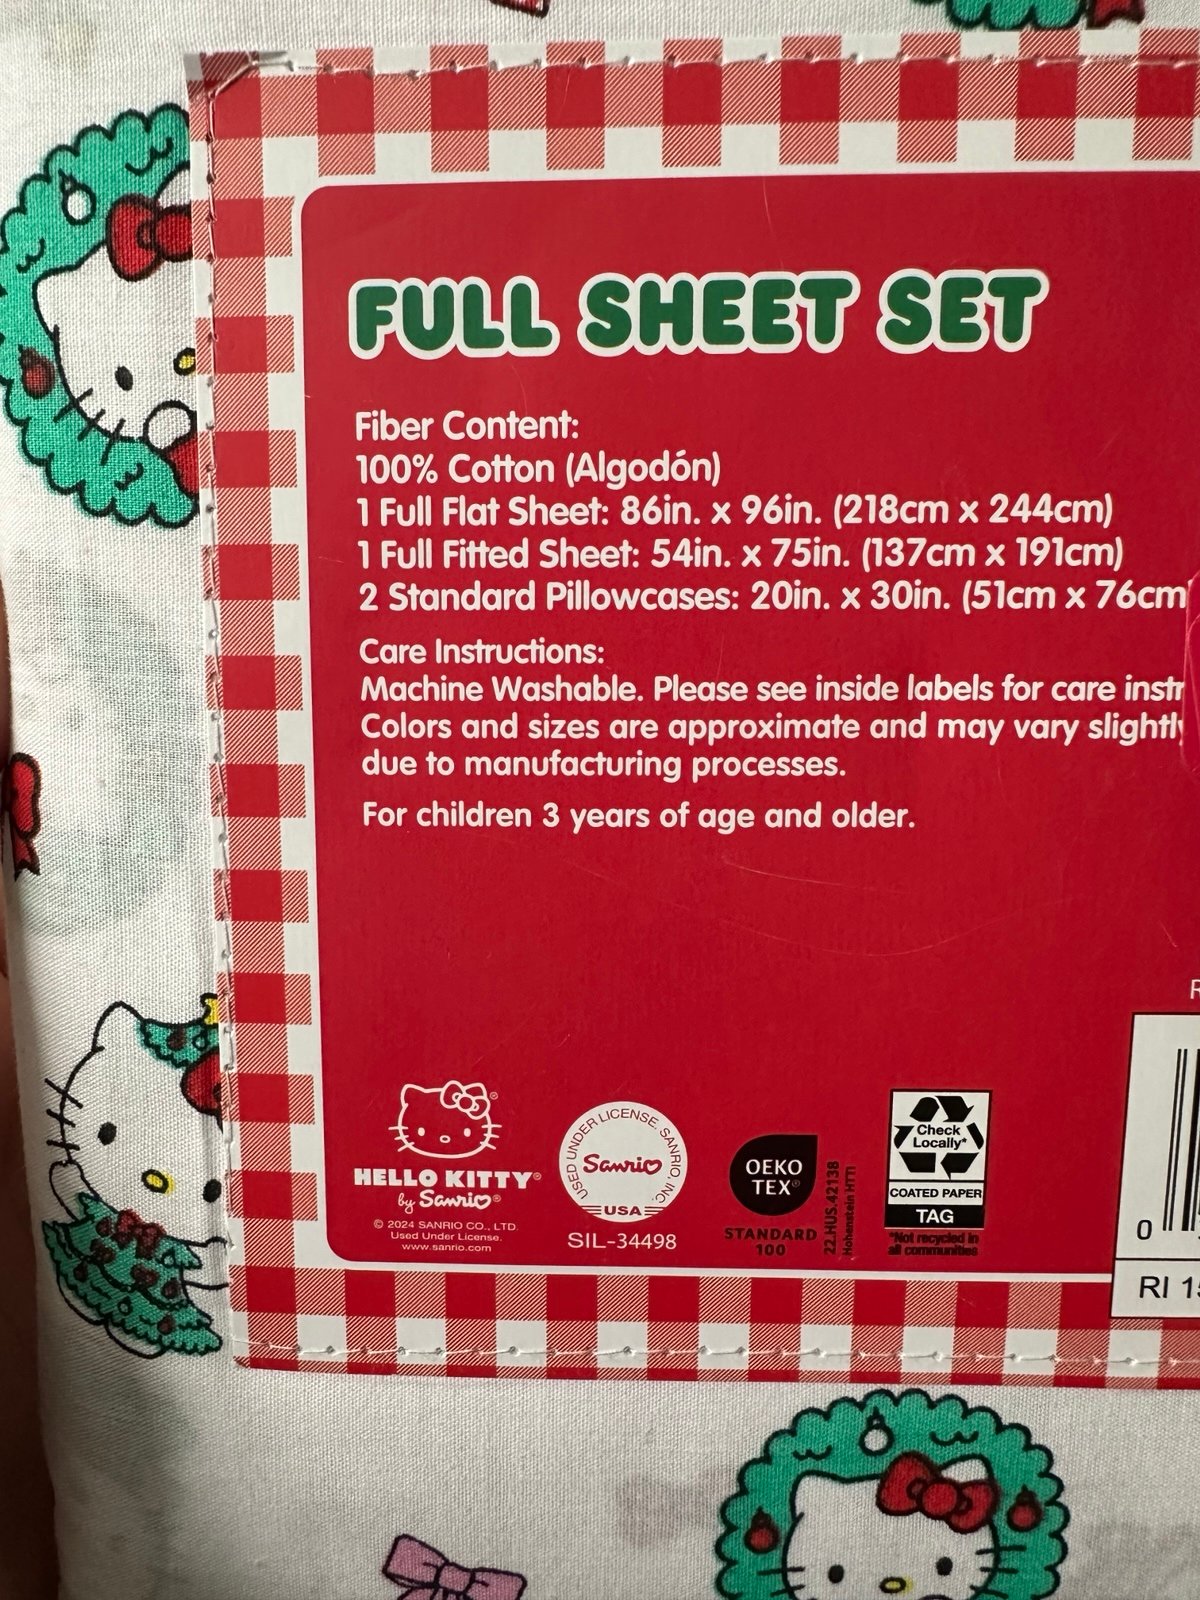 FULL SHEET SET
Fiber Content:
100% Cotton (Algodón)
1 Full Flat Sheet: 86in. x 96in. (218cm x 244cm)
1 Full Fitted Sheet: 54in. x 75in. (137cm x 191cm)
2 Standard Pillowcases: 20in. x 30in. (51cm x 76cm
Care Instructions:
Machine Washable. Please see inside labels for care instr
Colors and sizes are approximate and may vary slightly
due to manufacturing processes.
For children 3 years of age and older.
HELLO KITTY®
by Sanrio®
© 2024 SANRIO CO., LTD.
Used Under License.
www.sanrio.com
USED UNDER LICENSE. SANRIO, INC.
Sanrio
USA
SIL-34498
OEKO
TEX®
STANDARD
100
22.HUS.42138
Hohenstein HTTI
Check
Locally*
COATED PAPER
TAG
*Not recycled in
all communities
R
0
RI 15